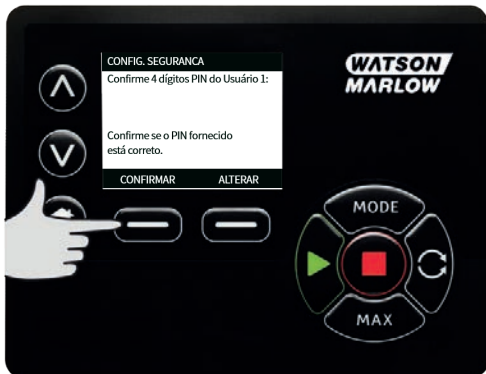 CONFIG. SEGURANCA
Confirme 4 dígitos PIN do Usuário 1:
Confirme se o PIN fornecido
está correto.
CONFIRMAR ALTERAR
WATSON
MARLOW
MODE
MAX